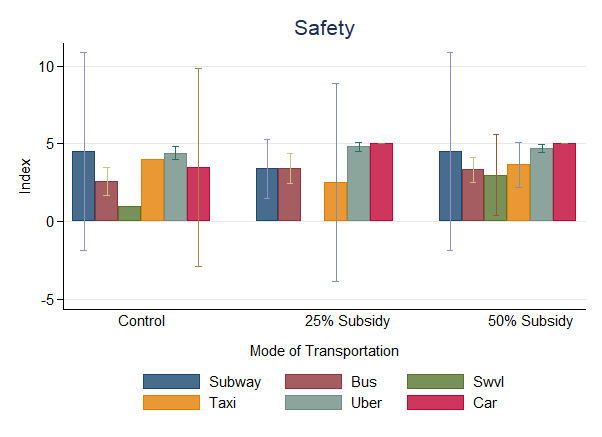 Safety
Index
10
5
0
-5
Control 25% Subsidy 50% Subsidy
Mode of Transportation
Subway Bus Swvl
Taxi Uber Car